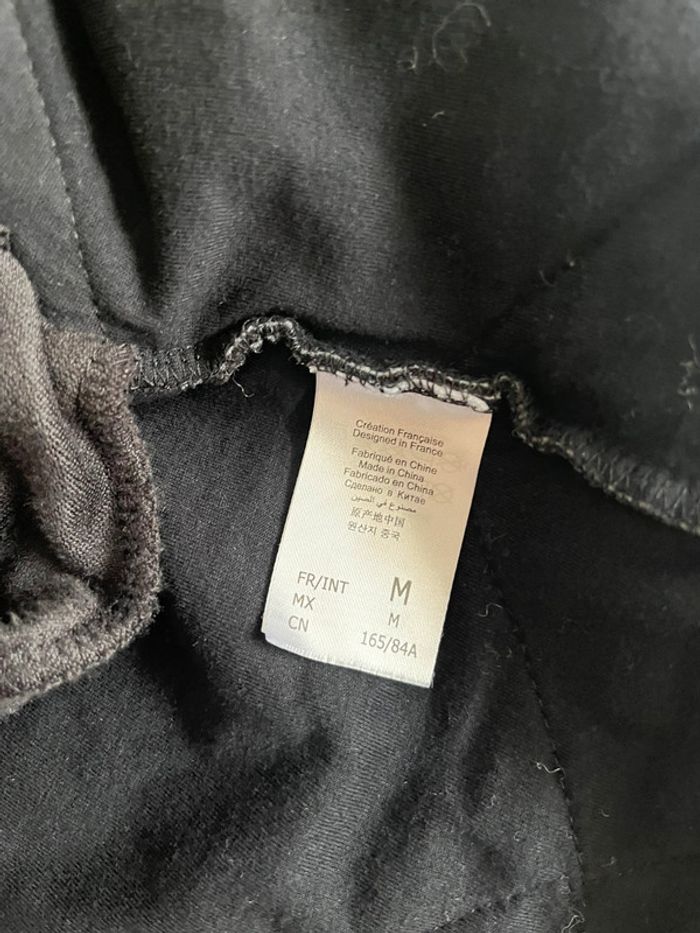 Création Française
Designed in France
Fabriqué en Chine
Made in China
Fabricado en China
Сделано в Китае
مصنوع في الصين
原产地中国
원산지 중국
FR/INT M
MX M
CN 165/84A